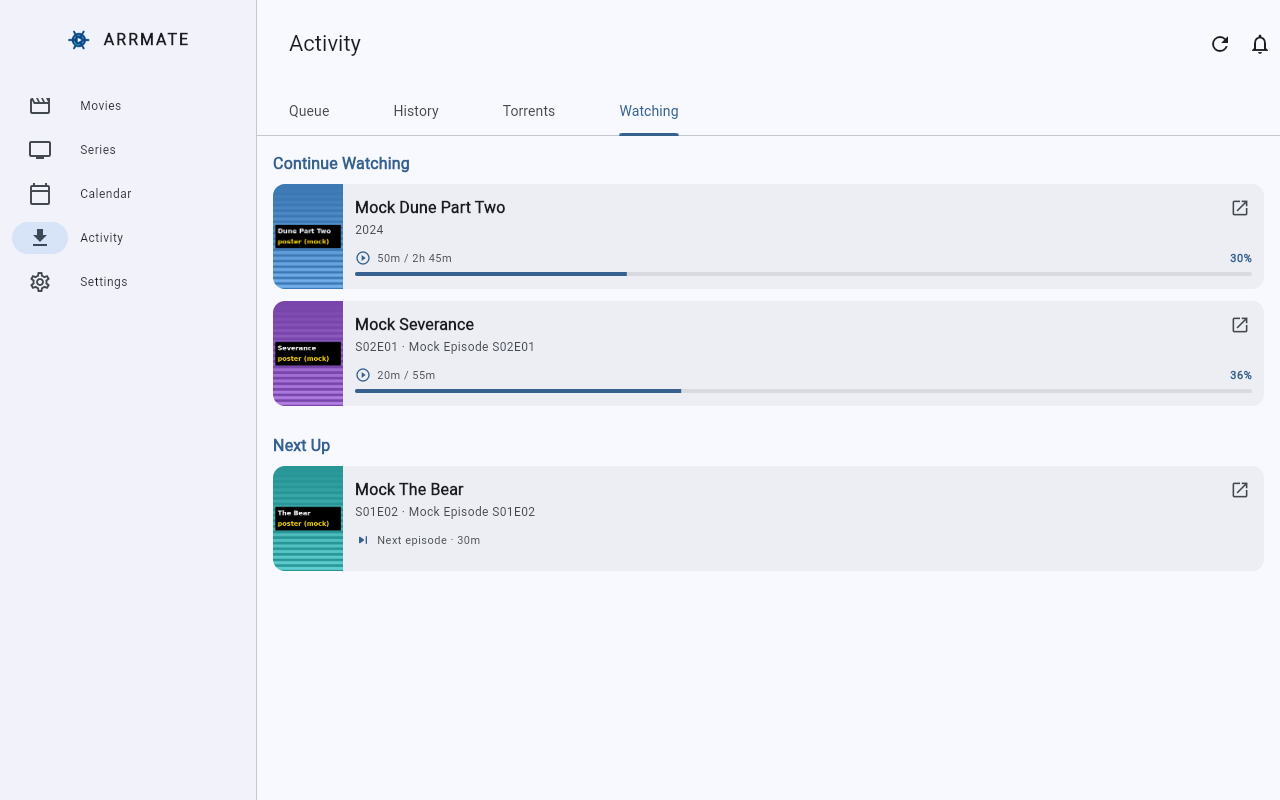 ARRMATE
Movies
Series
Calendar
Activity
Settings
Activity
Queue
History
Torrents
Watching
Continue Watching
Dune Part Two
poster (mock)
Mock Dune Part Two
2024
50m / 2h 45m
30%
Severance
poster (mock)
Mock Severance
S02E01 · Mock Episode S02E01
20m / 55m
36%
Next Up
The Bear
poster (mock)
Mock The Bear
S01E02 · Mock Episode S01E02
Next episode · 30m